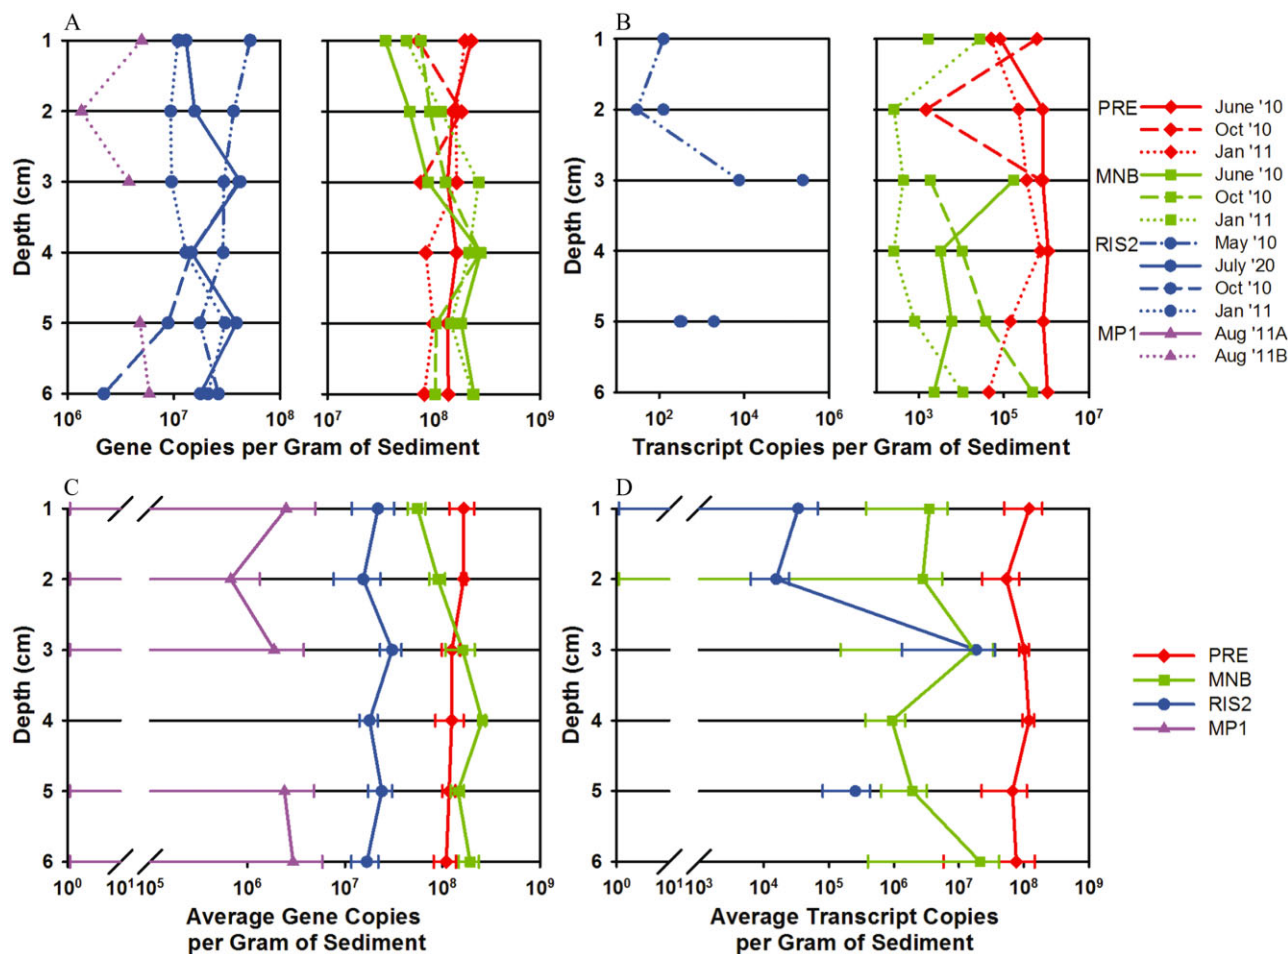 A
B
1
2
3
4
5
6
Depth (cm)
10⁶ 10⁷ 10⁸
10⁷ 10⁸ 10⁹
Gene Copies per Gram of Sediment
1
2
3
4
5
6
Depth (cm)
10² 10⁴ 10⁶
10³ 10⁵ 10⁷
Transcript Copies per Gram of Sediment
PRE June '10
Oct '10
Jan '11
MNB June '10
Oct '10
Jan '11
RIS2 May '10
July '20
Oct '10
Jan '11
MP1 Aug '11A
Aug '11B
C
D
1
2
3
4
5
6
Depth (cm)
10⁰ 10¹ 10⁵ 10⁶ 10⁷ 10⁸ 10⁹
Average Gene Copies
per Gram of Sediment
1
2
3
4
5
6
Depth (cm)
10⁰ 10¹ 10³ 10⁴ 10⁵ 10⁶ 10⁷ 10⁸ 10⁹
Average Transcript Copies
per Gram of Sediment
PRE
MNB
RIS2
MP1